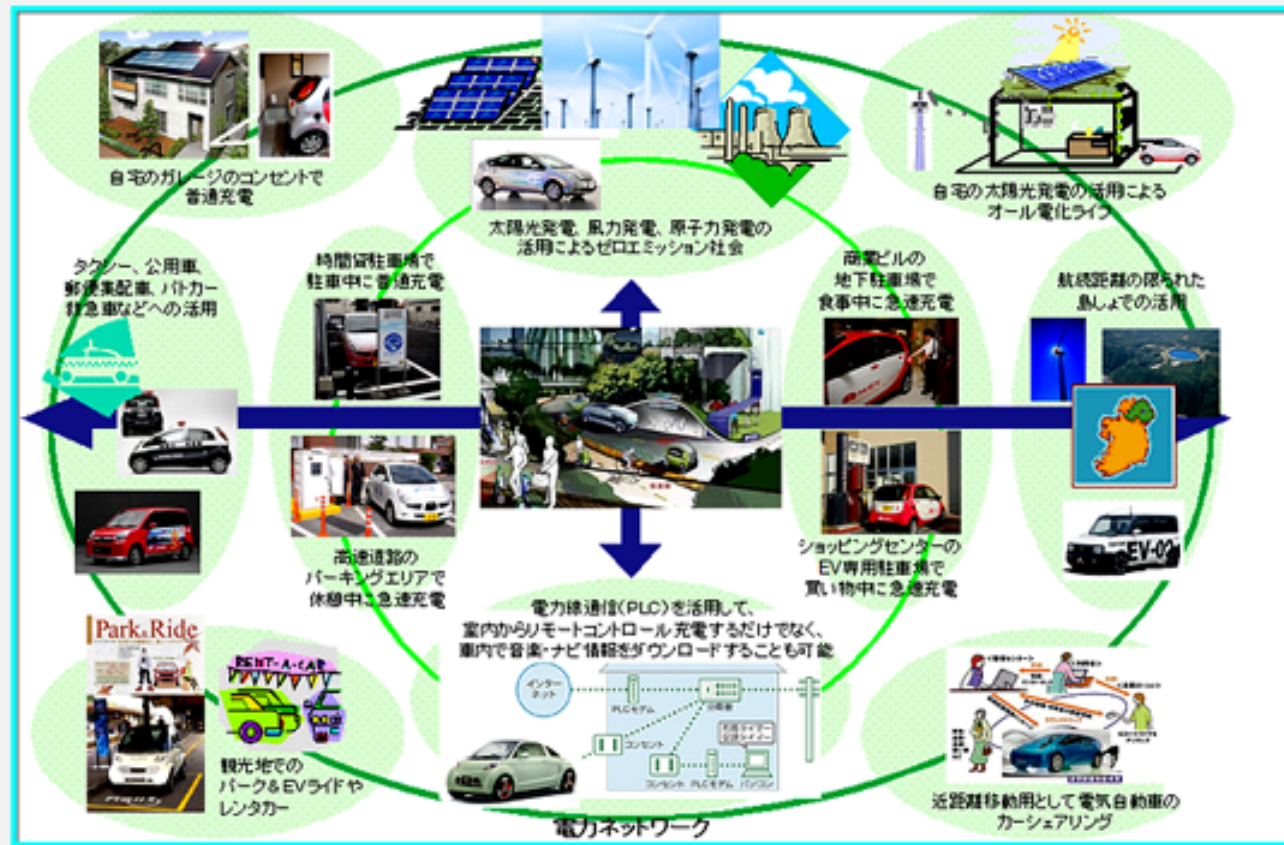 自宅のガレージのコンセントで
普通充電
太陽光発電、風力発電、原子力発電の
活用によるゼロエミッション社会
自宅の太陽光発電の活用による
オール電化ライフ
タクシー、公用車、
郵便集配車、パトカー
救急車などへの活用
時間貸駐車場で
駐車中に普通充電
商業ビルの
地下駐車場で
食事中に急速充電
航続距離の限られた
島しょでの活用
高速道路の
パーキングエリアで
休憩中に急速充電
ショッピングセンターの
EV専用駐車場で
買い物中に急速充電
EV-02
電力線通信(PLC)を活用して、
室内からリモートコントロール充電するだけでなく、
車内で音楽・ナビ情報をダウンロードすることも可能
Park & Ride
RENT-A-CAR
観光地での
パーク&EVライドや
レンタカー
インター
ネット
PLCモデム
分電盤
コンセント
コンセント
PLCモデム
パソコン
近距離移動用として電気自動車の
カーシェアリング
電力ネットワーク